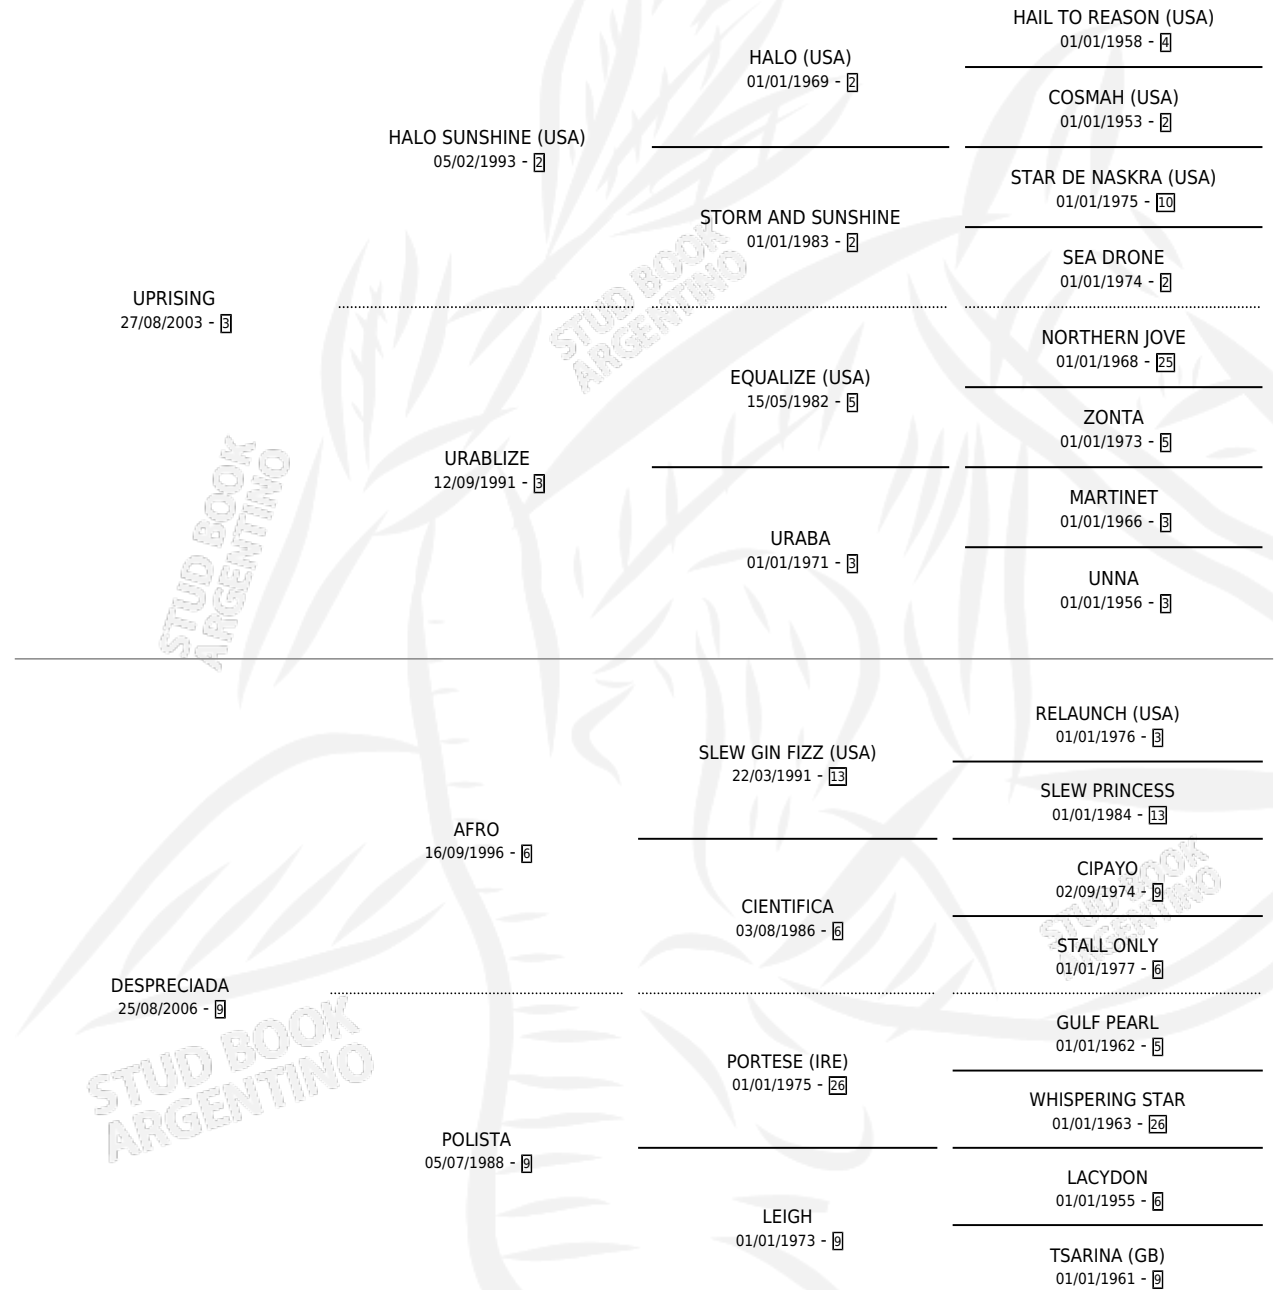 HAIL TO REASON (USA)
01/01/1958 - 4
HALO (USA)
01/01/1969 - 2
COSMAH (USA)
01/01/1953 - 2
HALO SUNSHINE (USA)
05/02/1993 - 2
STAR DE NASKRA (USA)
01/01/1975 - 10
STORM AND SUNSHINE
01/01/1983 - 2
SEA DRONE
01/01/1974 - 2
UPRISING
27/08/2003 - 3
NORTHERN JOVE
01/01/1968 - 25
EQUALIZE (USA)
15/05/1982 - 5
ZONTA
01/01/1973 - 5
URABLIZE
12/09/1991 - 3
MARTINET
01/01/1966 - 3
URABA
01/01/1971 - 3
UNNA
01/01/1956 - 3
STUD BOOK
ARGENTINO
STUD BOOK
ARGENTINO
RELAUNCH (USA)
01/01/1976 - 3
SLEW GIN FIZZ (USA)
22/03/1991 - 13
SLEW PRINCESS
01/01/1984 - 13
AFRO
16/09/1996 - 6
CIPAYO
02/09/1974 - 9
CIENTIFICA
03/08/1986 - 6
STALL ONLY
01/01/1977 - 6
STUD BOOK
ARGENTINO
DESPRECIADA
25/08/2006 - 9
GULF PEARL
01/01/1962 - 5
PORTESE (IRE)
01/01/1975 - 26
WHISPERING STAR
01/01/1963 - 26
POLISTA
05/07/1988 - 9
LACYDON
01/01/1955 - 6
LEIGH
01/01/1973 - 9
TSARINA (GB)
01/01/1961 - 9
STUD BOOK
ARGENTINO